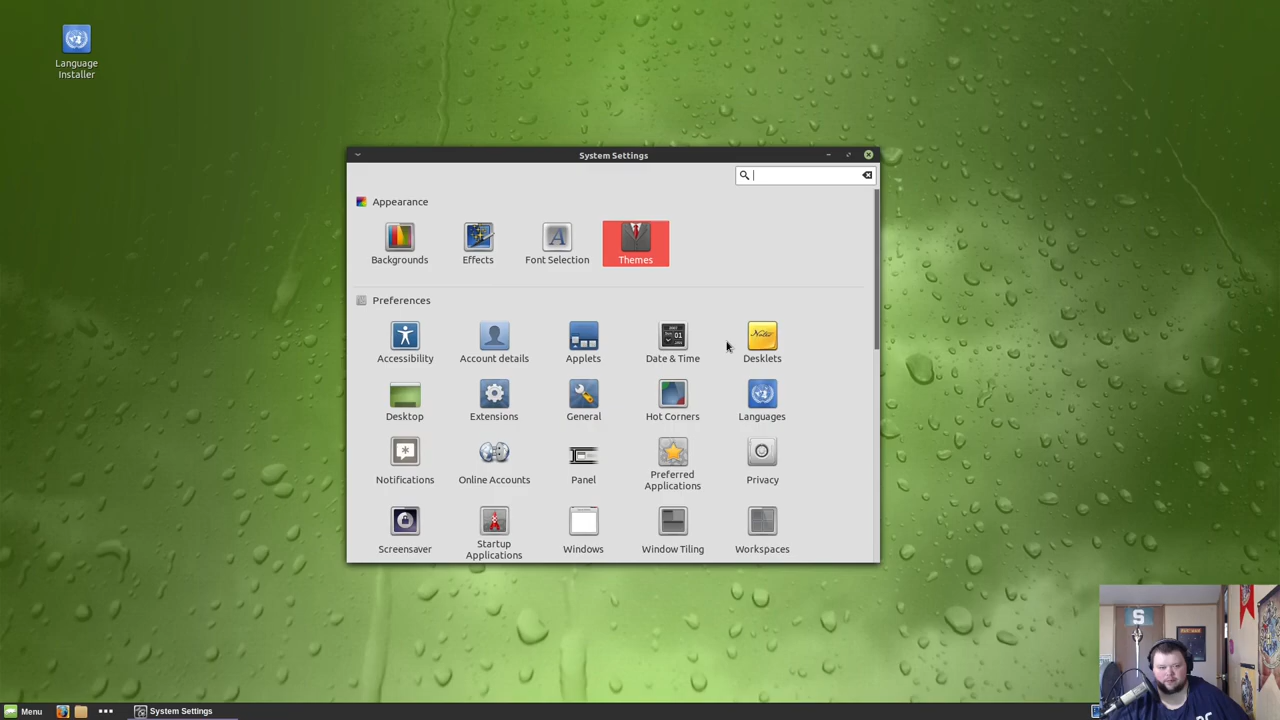 Language
Installer
System Settings
Appearance
Backgrounds
Effects
Font Selection
Themes
Preferences
Accessibility
Account details
Applets
Date & Time
Desklets
Desktop
Extensions
General
Hot Corners
Languages
Notifications
Online Accounts
Panel
Preferred
Applications
Privacy
Screensaver
Startup
Applications
Windows
Window Tiling
Workspaces
Menu
System Settings